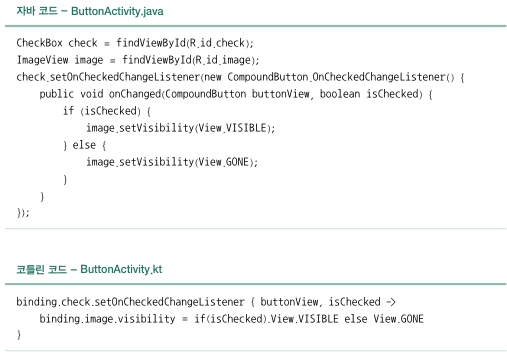 자바 코드 – ButtonActivity.java
CheckBox check = findViewById(R.id.check);
ImageView image = findViewById(R.id.image);
check.setOnCheckedChangeListener(new CompoundButton.OnCheckedChangeListener() {
    public void onChanged(CompoundButton buttonView, boolean isChecked) {
        if (isChecked) {
            image.setVisibility(View.VISIBLE);
        } else {
            image.setVisibility(View.GONE);
        }
    }
});
코틀린 코드 – ButtonActivity.kt
binding.check.setOnCheckedChangeListener { buttonView, isChecked ->
    binding.image.visibility = if(isChecked).View.VISIBLE else View.GONE
}